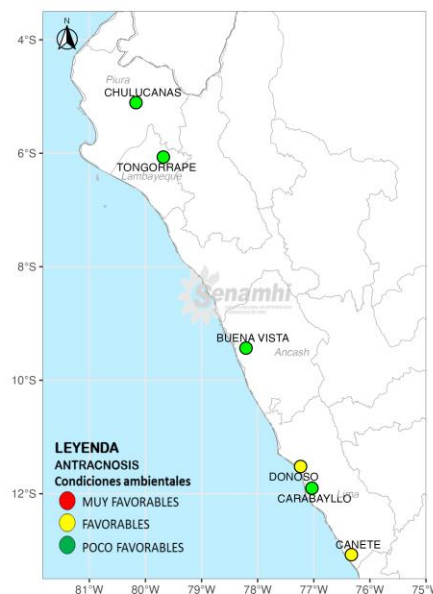 N
4°S
Piura
CHULUCANAS
6°S
TONGORRAPE
Lambayeque
8°S
Senamhi
BUENA VISTA
Ancash
10°S
LEYENDA
ANTRACNOSIS
Condiciones ambientales
MUY FAVORABLES
FAVORABLES
POCO FAVORABLES
DONOSO
Lima
CARABAYLLO
12°S
CANETE
81°W 80°W 79°W 78°W 77°W 76°W 75°W